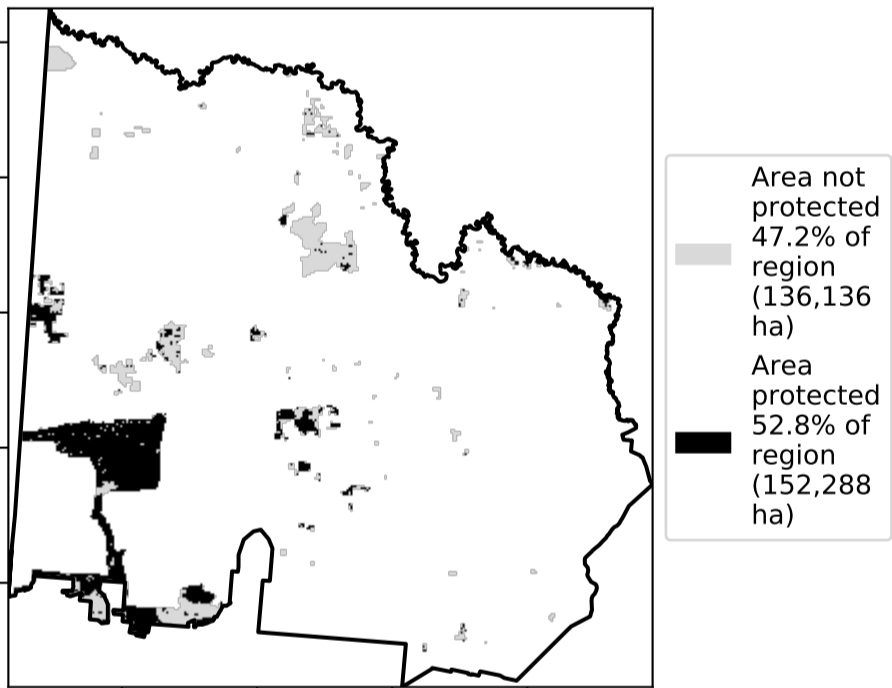 Area not
protected
47.2% of
region
(136,136
ha)
Area
protected
52.8% of
region
(152,288
ha)